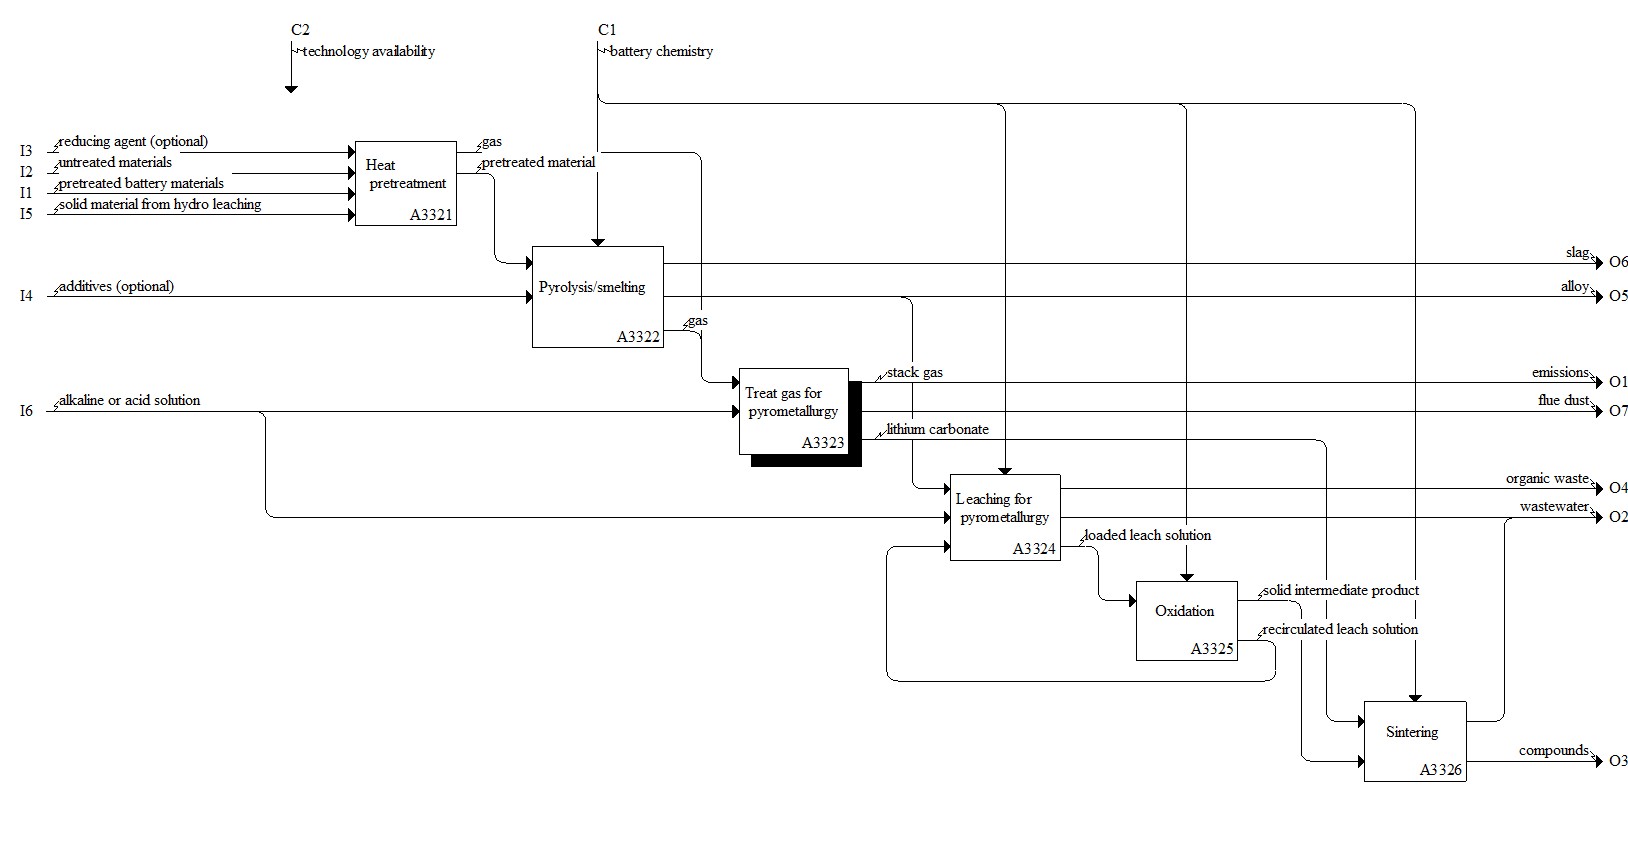 C2
technology availability
C1
battery chemistry
I3
reducing agent (optional)
I2
untreated materials
I1
pretreated battery materials
I5
solid material from hydro leaching
Heat
pretreatment
A3321
gas
pretreated material
I4
additives (optional)
Pyrolysis/smelting
A3322
gas
slag
O6
alloy
O5
I6
alkaline or acid solution
Treat gas for
pyrometallurgy
A3323
stack gas
emissions
O1
flue dust
O7
lithium carbonate
Leaching for
pyrometallurgy
A3324
organic waste
O4
wastewater
O2
loaded leach solution
Oxidation
A3325
solid intermediate product
recirculated leach solution
Sintering
A3326
compounds
O3